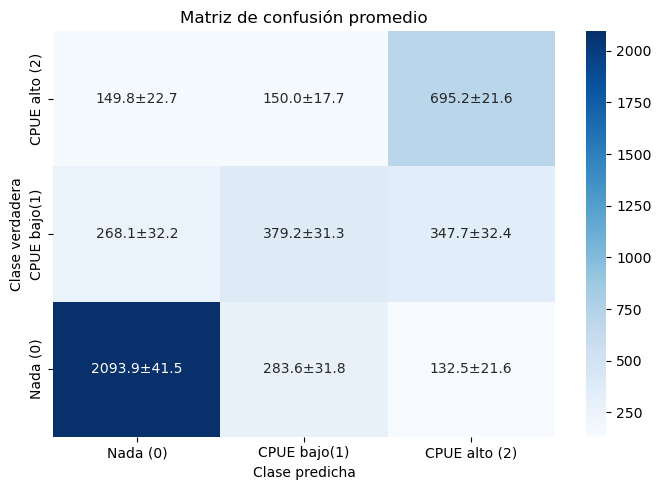 Matriz de confusión promedio
Clase verdadera
CPUE alto (2)
149.8±22.7 150.0±17.7 695.2±21.6
CPUE bajo(1)
268.1±32.2 379.2±31.3 347.7±32.4
Nada (0)
2093.9±41.5 283.6±31.8 132.5±21.6
Nada (0) CPUE bajo(1) CPUE alto (2)
Clase predicha
2000
1750
1500
1250
1000
750
500
250